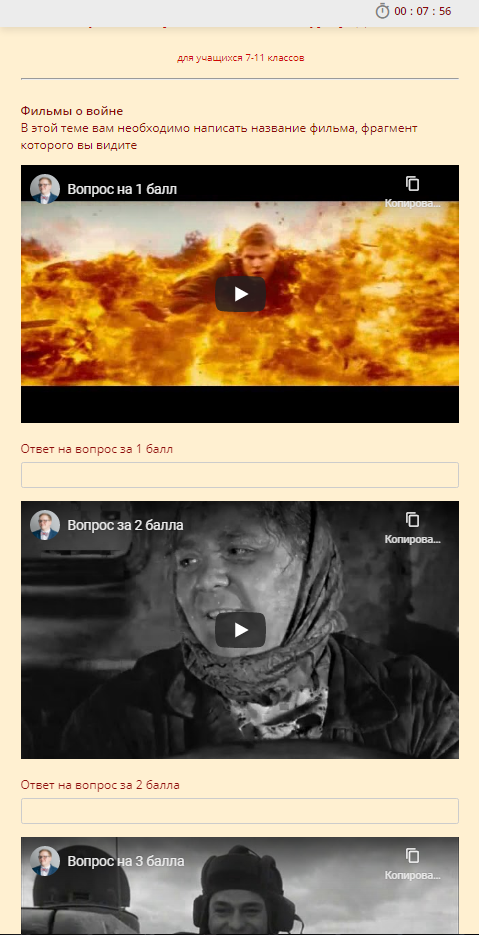 00 : 07 : 56
для учащихся 7-11 классов
Фильмы о войне
В этой теме вам необходимо написать название фильма, фрагмент
которого вы видите
Вопрос на 1 балл
Копирова...
Ответ на вопрос за 1 балл
Вопрос за 2 балла
Копирова...
Ответ на вопрос за 2 балла
Вопрос на 3 балла
Копирова...